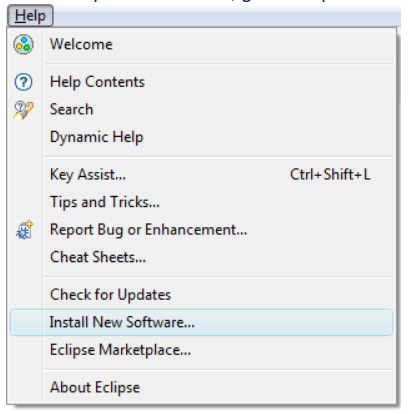 Help
Welcome
Help Contents
Search
Dynamic Help
Key Assist... Ctrl+Shift+L
Tips and Tricks...
Report Bug or Enhancement...
Cheat Sheets...
Check for Updates
Install New Software...
Eclipse Marketplace...
About Eclipse